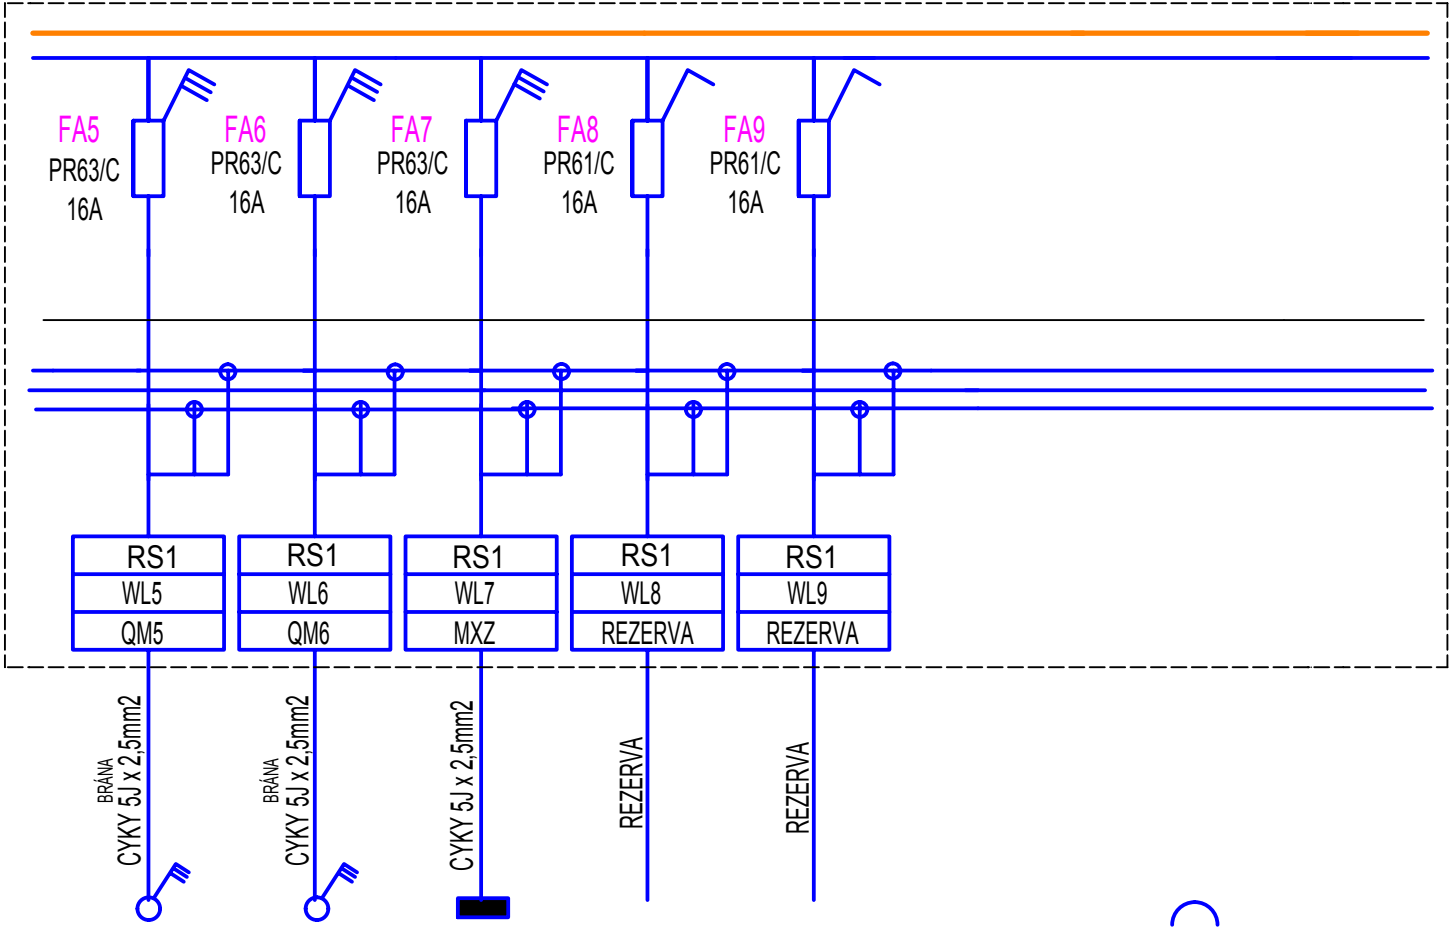 FA5
PR63/C
16A
FA6
PR63/C
16A
FA7
PR63/C
16A
FA8
PR61/C
16A
FA9
PR61/C
16A
RS1
WL5
QM5
RS1
WL6
QM6
RS1
WL7
MXZ
RS1
WL8
REZERVA
RS1
WL9
REZERVA
BRÁNA
CYKY 5J x 2,5mm2
BRÁNA
CYKY 5J x 2,5mm2
CYKY 5J x 2,5mm2
REZERVA
REZERVA